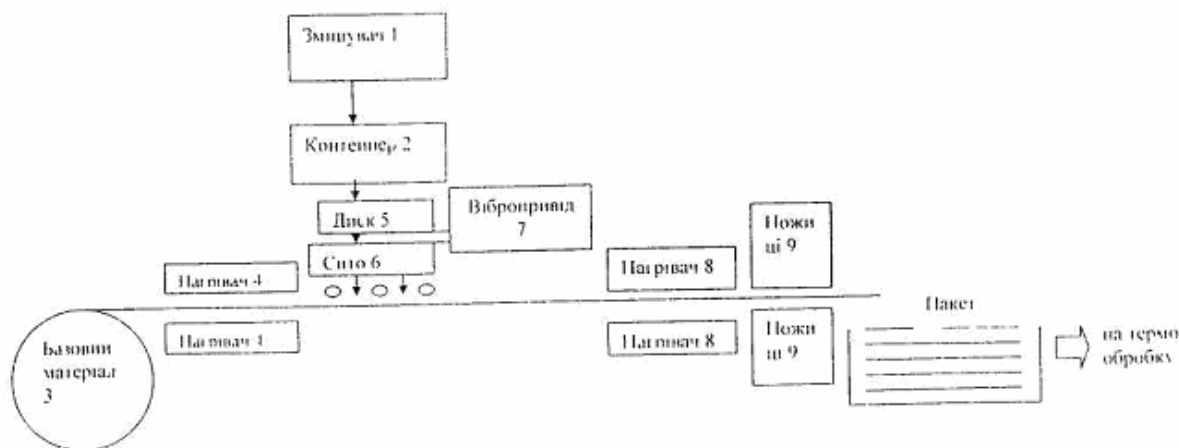 Змішувач 1
Контейнер 2
Диск 5
Вібропривід
7
Сито 6
Нагрівач 4
Нагрівач 8
Ножи
ці 9
Пакет
Базовий
матеріал
3
Нагрівач 4
Нагрівач 8
Ножи
ці 9
на термо
обробку